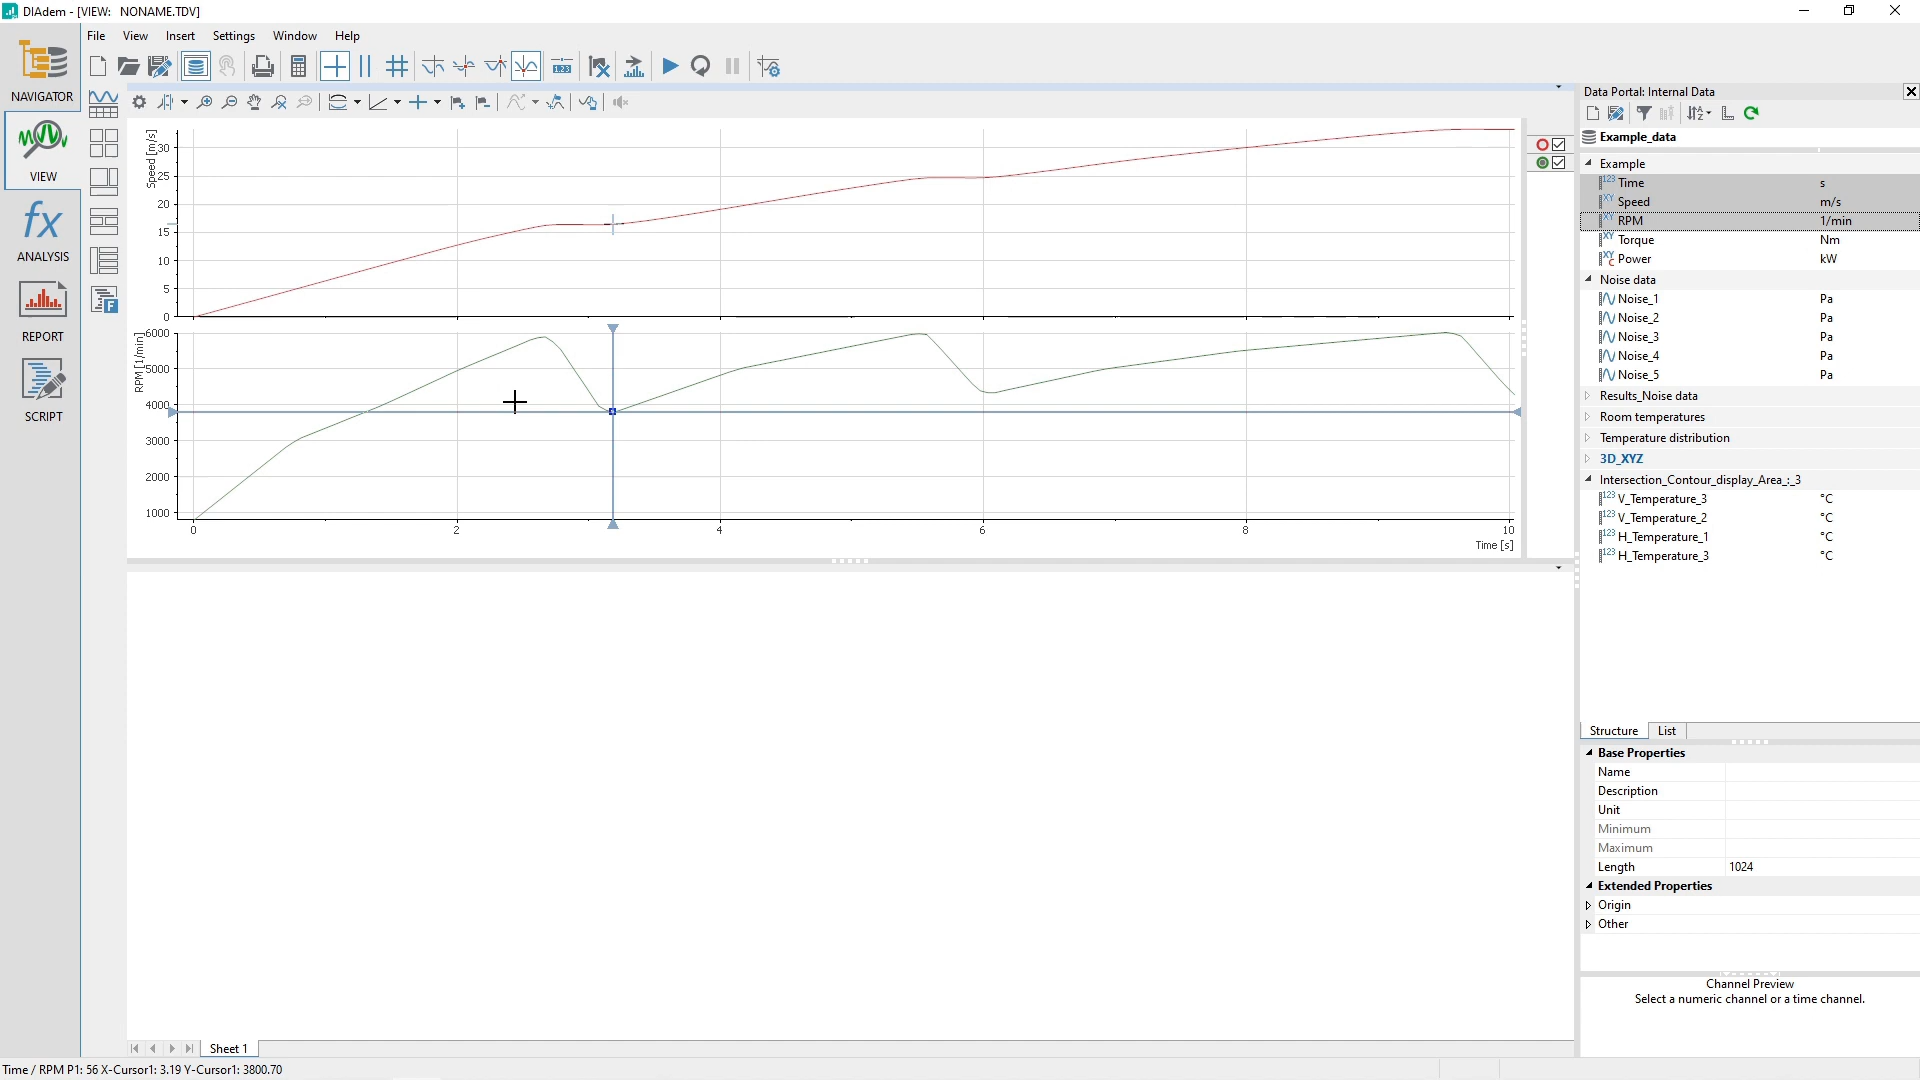 DIAdem - [VIEW:   NONAME.TDV]
File View Insert Settings Window Help
NAVIGATOR
VIEW
ANALYSIS
REPORT
SCRIPT
Speed [m/s]
30
25
20
15
10
5
0
RPM [1/min]
6000
5000
4000
3000
2000
1000
0 2 4 6 8 10
Time [s]
Sheet 1
Time / RPM P1: 56 X-Cursor1: 3.19 Y-Cursor1: 3800.70
Data Portal: Internal Data
Example_data
Example
Time s
Speed m/s
RPM 1/min
Torque Nm
Power kW
Noise data
Noise_1 Pa
Noise_2 Pa
Noise_3 Pa
Noise_4 Pa
Noise_5 Pa
Results_Noise data
Room temperatures
Temperature distribution
3D_XYZ
Intersection_Contour_display_Area_:_3
V_Temperature_3 °C
V_Temperature_2 °C
H_Temperature_1 °C
H_Temperature_3 °C
Structure List
Base Properties
Name
Description
Unit
Minimum
Maximum
Length 1024
Extended Properties
Origin
Other
Channel Preview
Select a numeric channel or a time channel.